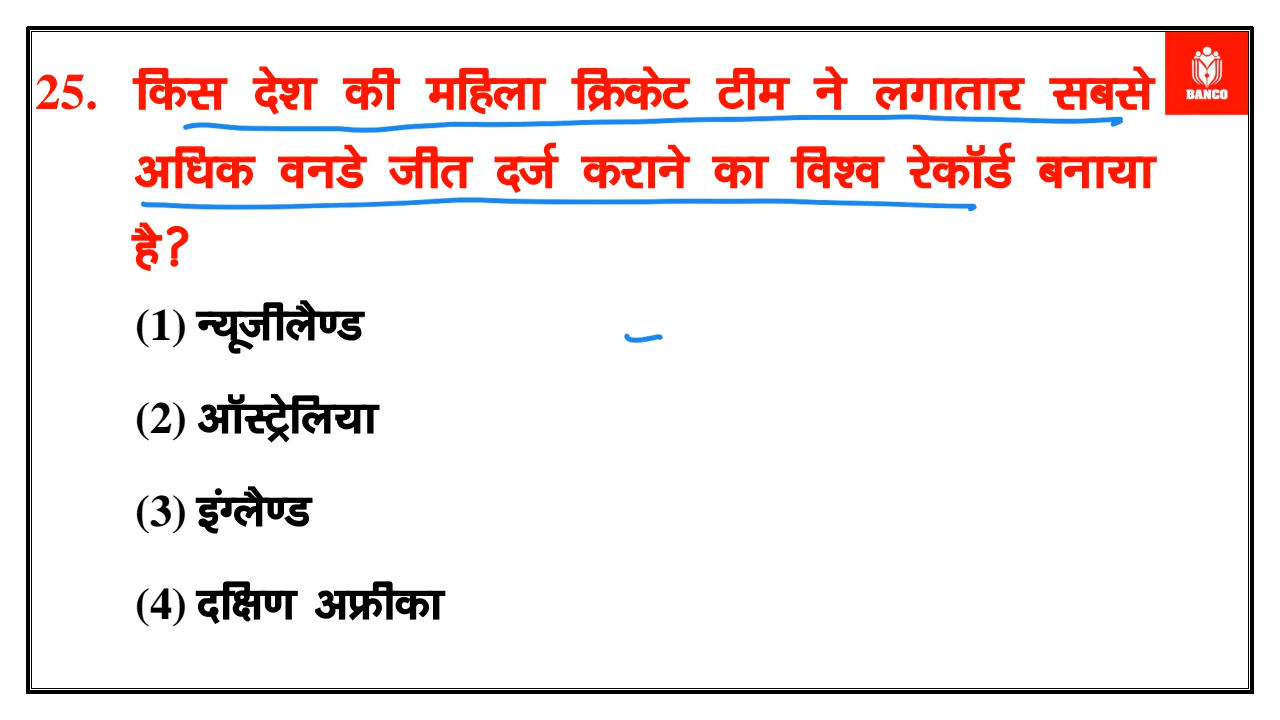 25. किस देश की महिला क्रिकेट टीम ने लगातार सबसे
अधिक वनडे जीत दर्ज कराने का विश्व रेकॉर्ड बनाया
है?
(1) न्यूजीलैण्ड
(2) ऑस्ट्रेलिया
(3) इंग्लैण्ड
(4) दक्षिण अफ्रीका
BANCO